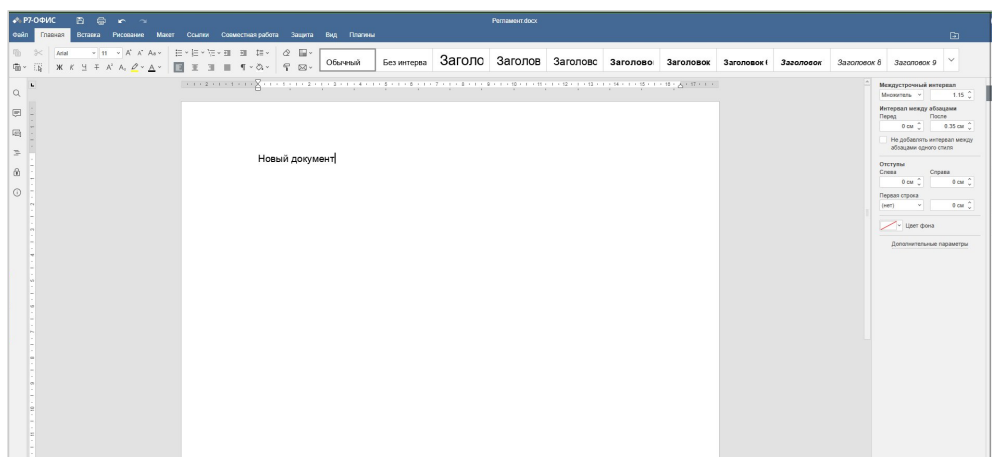 Р7-ОФИС
Регламент.docx
Файл Главная Вставка Рисование Макет Ссылки Совместная работа Защита Вид Плагины
Arial 11
Ж К Ч
Обычный Без интерва Заголо Заголов Заголовс Заголово Заголовок Заголовок Заголовок Заголовок 8 Заголовок 9
Междустрочный интервал
Множитель 1.15
Интервал между абзацами
Перед После
0 см 0.35 см
Не добавлять интервал между
абзацами одного стиля
Отступы
Слева Справа
0 см 0 см
Первая строка
(нет) 0 см
Цвет фона
Дополнительные параметры
Новый документ